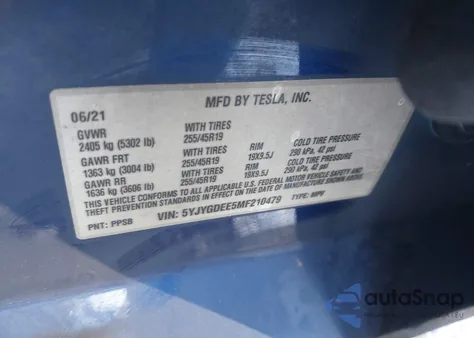 MFD BY TESLA, INC.
06/21
GVWR
2405 kg (5302 lb)
WITH TIRES
255/45R19
RIM
19X9.5J
COLD TIRE PRESSURE
290 kPa, 42 psi
GAWR FRT
1363 kg (3004 lb)
WITH TIRES
255/45R19
RIM
19X9.5J
COLD TIRE PRESSURE
290 kPa, 42 psi
GAWR RR
1636 kg (3606 lb)
THIS VEHICLE CONFORMS TO ALL APPLICABLE U.S. FEDERAL MOTOR VEHICLE SAFETY AND
THEFT PREVENTION STANDARDS IN EFFECT ON THE DATE OF MANUFACTURE SHOWN ABOVE.
PNT: PPSB
VIN: 5YJYGDEE5MF210479
TYPE: MPV
autoSnap